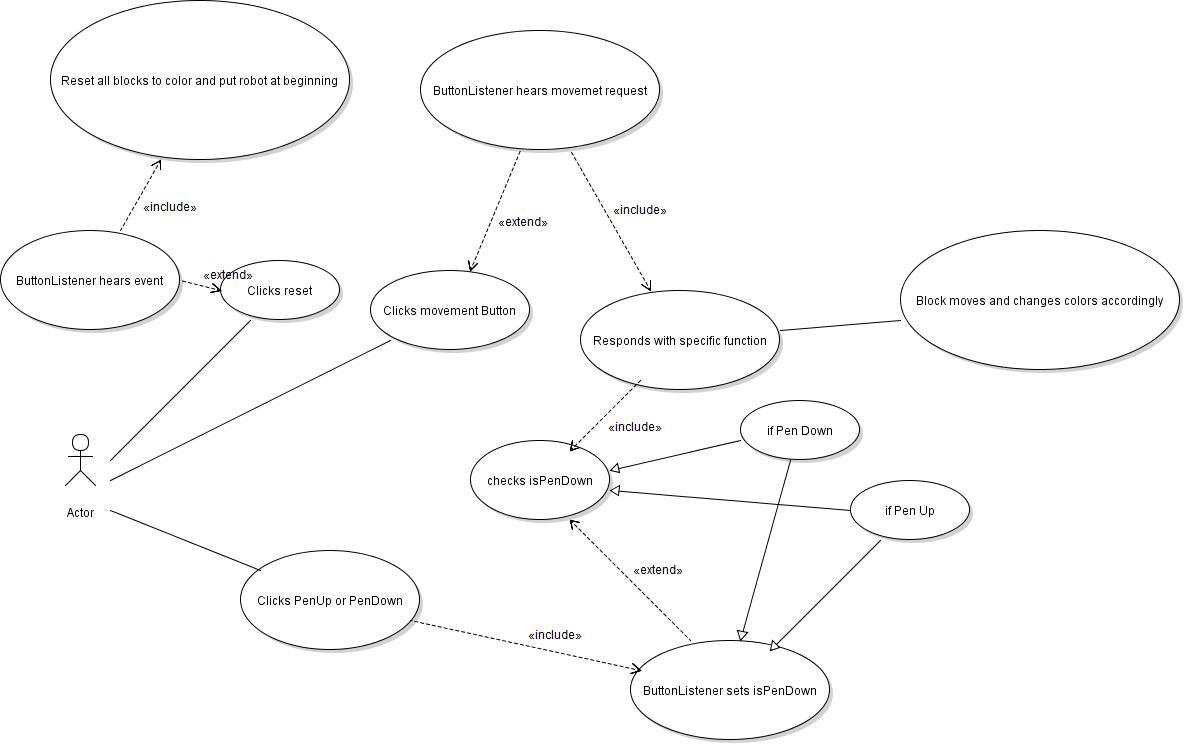 Reset all blocks to color and put robot at beginning
ButtonListener hears movemet request
«include»
«include»
«extend»
ButtonListener hears event
«extend»
Clicks reset
Clicks movement Button
Block moves and changes colors accordingly
Responds with specific function
«include»
if Pen Down
checks isPenDown
if Pen Up
Actor
«extend»
Clicks PenUp or PenDown
«include»
ButtonListener sets isPenDown